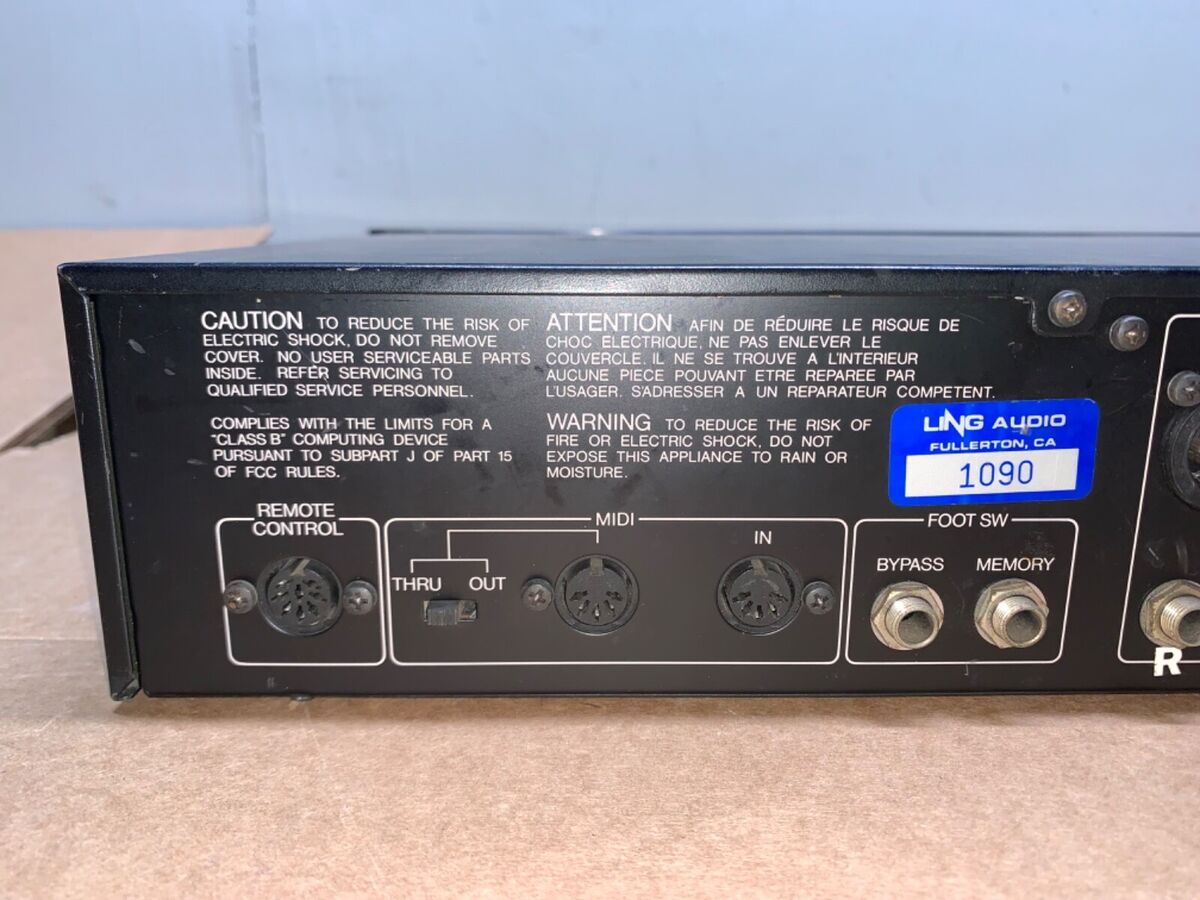 CAUTION TO REDUCE THE RISK OF
ELECTRIC SHOCK, DO NOT REMOVE
COVER. NO USER SERVICEABLE PARTS
INSIDE. REFER SERVICING TO
QUALIFIED SERVICE PERSONNEL.
COMPLIES WITH THE LIMITS FOR A
"CLASS B" COMPUTING DEVICE
PURSUANT TO SUBPART J OF PART 15
OF FCC RULES.
ATTENTION AFIN DE RÉDUIRE LE RISQUE DE
CHOC ELECTRIQUE, NE PAS ENLEVER LE
COUVERCLE. IL NE SE TROUVE A L'INTERIEUR
AUCUNE PIECE POUVANT ETRE REPAREE PAR
L'USAGER. SADRESSER A UN REPARATEUR COMPETENT.
WARNING TO REDUCE THE RISK OF
FIRE OR ELECTRIC SHOCK, DO NOT
EXPOSE THIS APPLIANCE TO RAIN OR
MOISTURE.
LING AUDIO
FULLERTON, CA
1090
REMOTE
CONTROL
MIDI
THRU OUT
IN
FOOT SW
BYPASS MEMORY
R